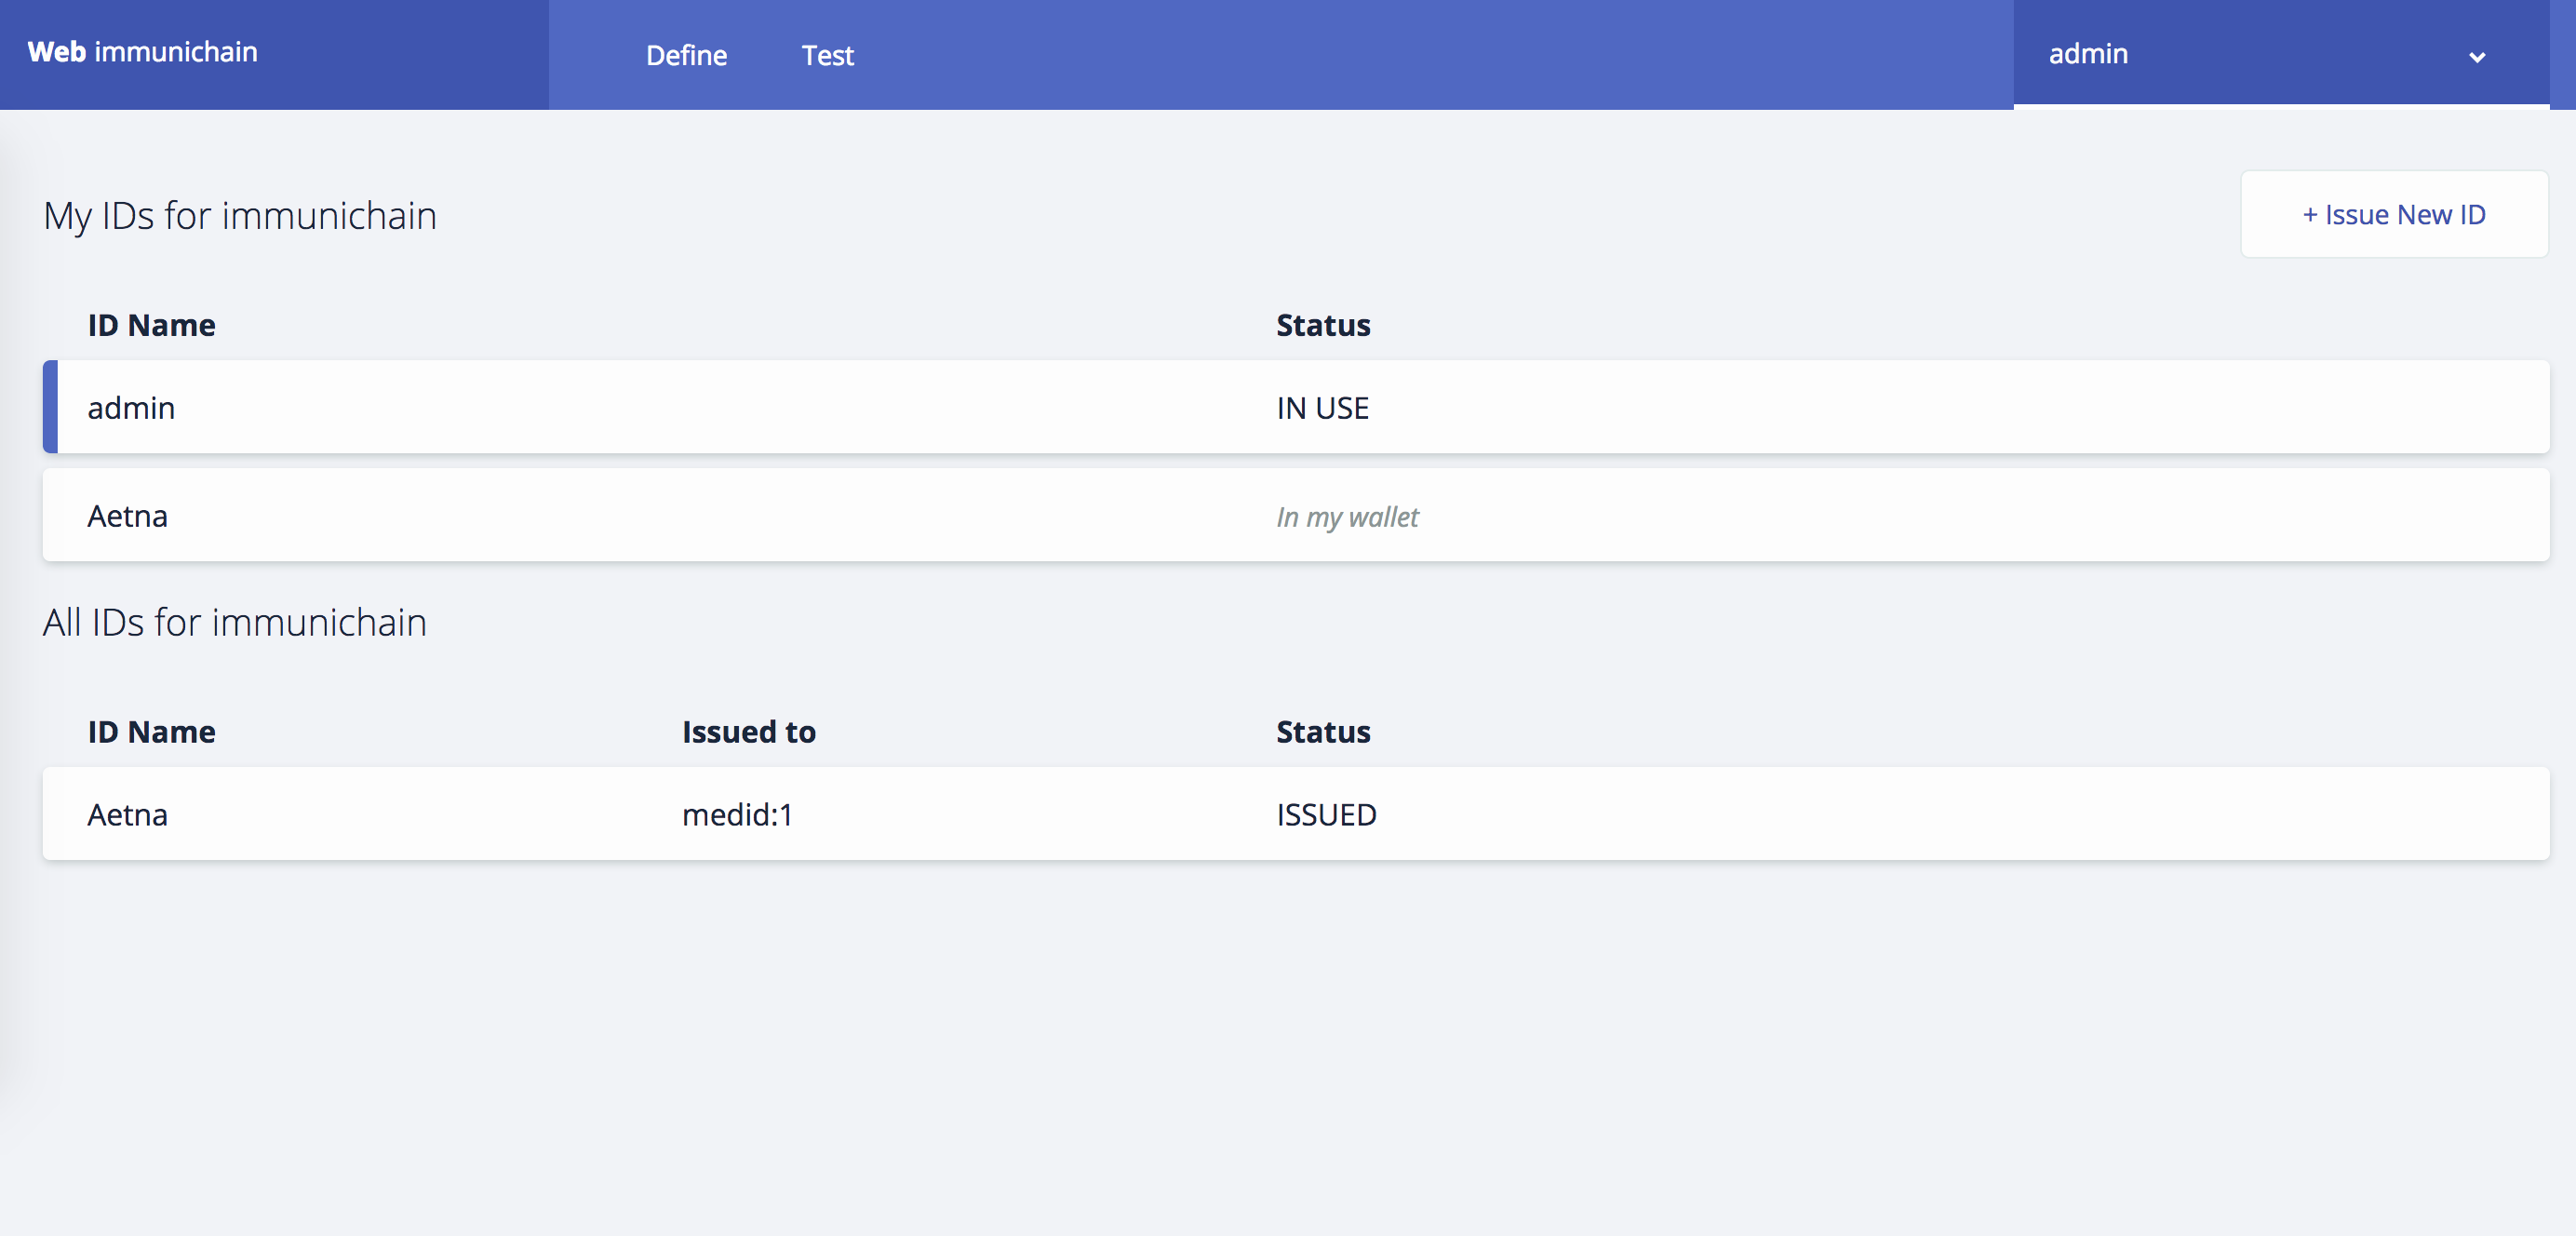 Web immunichain Define Test admin
My IDs for immunichain + Issue New ID
ID Name Status
admin IN USE
Aetna In my wallet
All IDs for immunichain
ID Name Issued to Status
Aetna medid:1 ISSUED